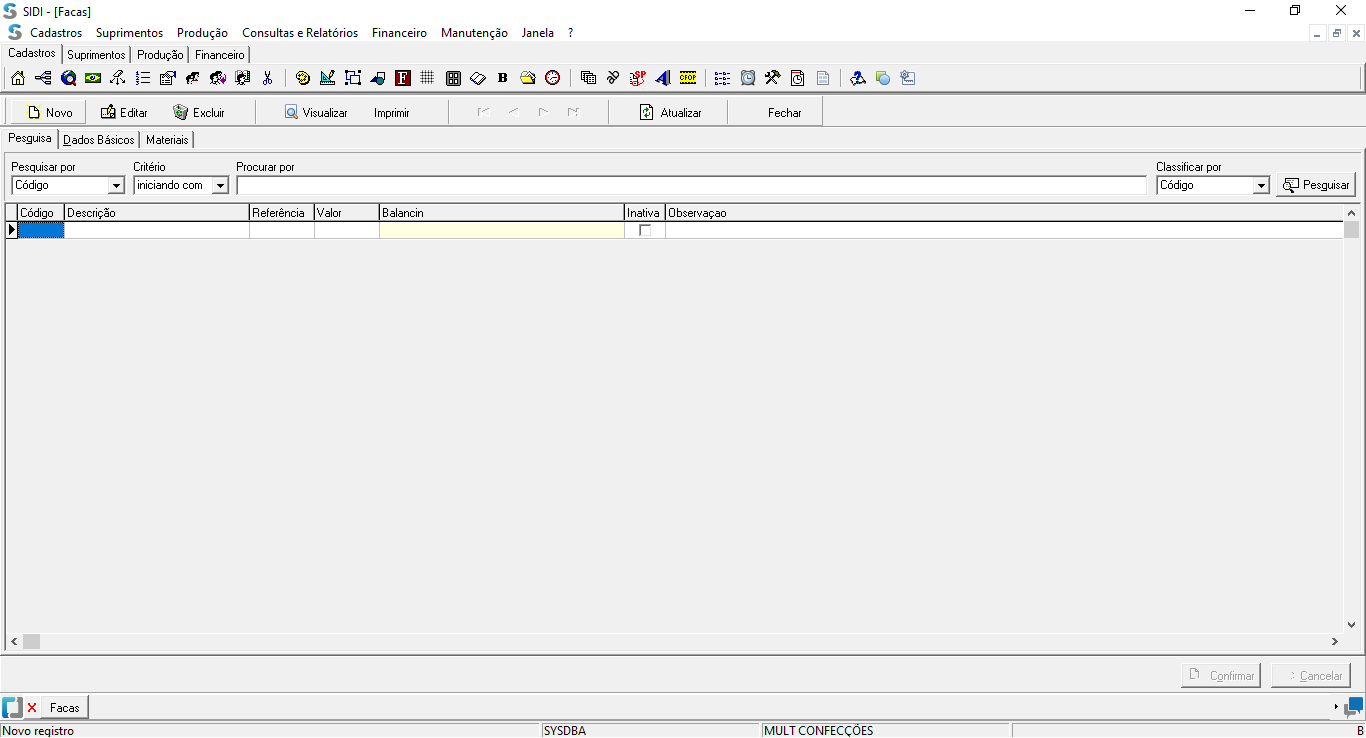 SIDI - [Facas]
Cadastros Suprimentos Produção Consultas e Relatórios Financeiro Manutenção Janela ?
Cadastros Suprimentos Produção Financeiro
F B SP CFOP
Novo Editar Excluir Visualizar Imprimir Atualizar Fechar
Pesquisa Dados Básicos Materiais
Pesquisar por Critério Procurar por Classificar por
Código iniciando com Código Pesquisar
Código Descrição Referência Valor Balancin Inativa Observaçao
Confirmar Cancelar
Facas
Novo registro SYSDBA MULT CONFECÇÕES B